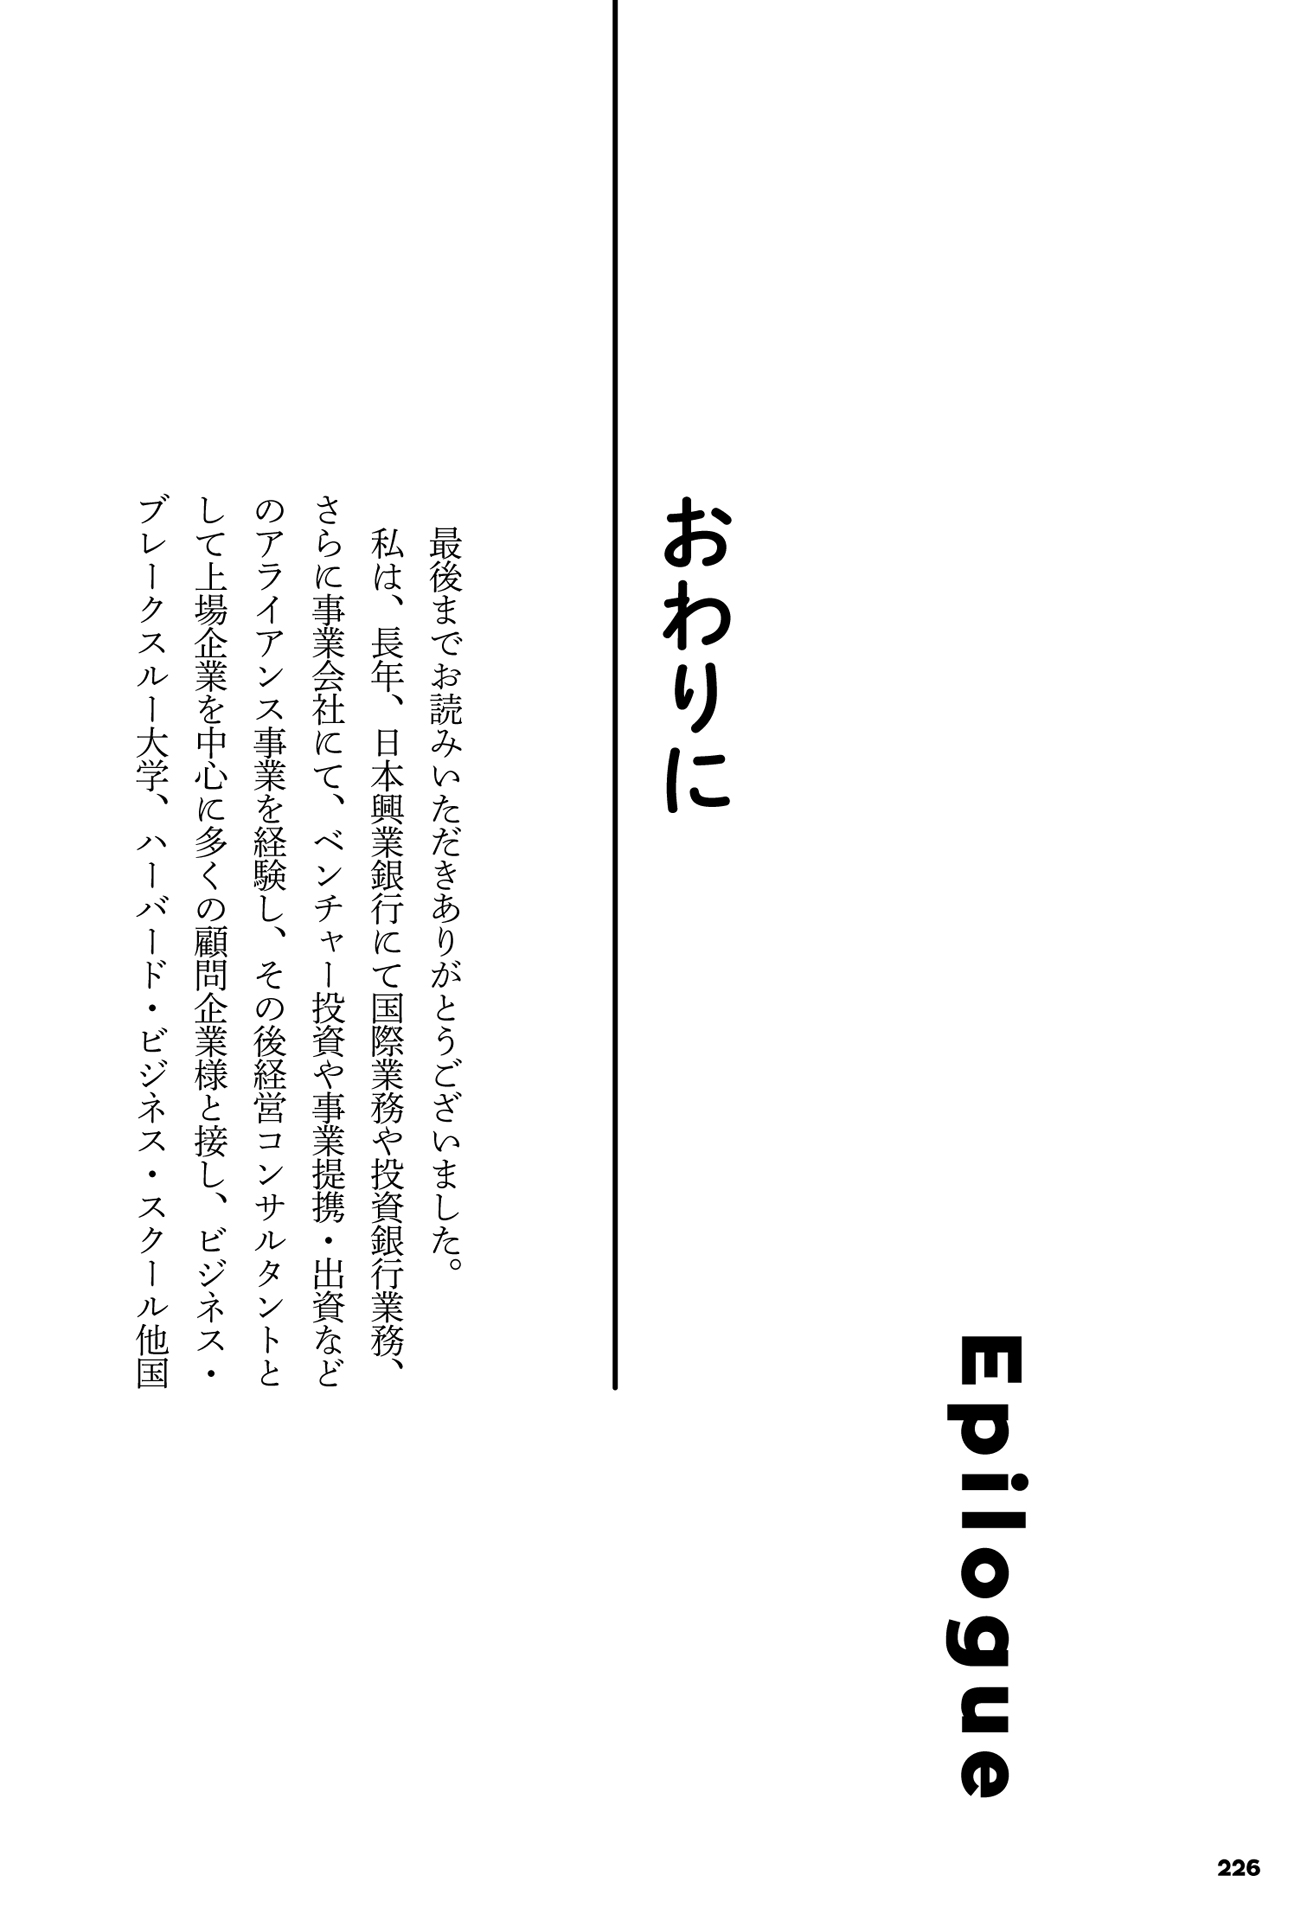 Epilogue
おわりに
最後までお読みいただきありがとうございました。
私は、長年、日本興業銀行にて国際業務や投資銀行業務、
さらに事業会社にて、ベンチャー投資や事業提携・出資など
のアライアンス事業を経験し、その後経営コンサルタントと
して上場企業を中心に多くの顧問企業様と接し、ビジネス・
ブレークスルー大学、ハーバード・ビジネス・スクール他国
226